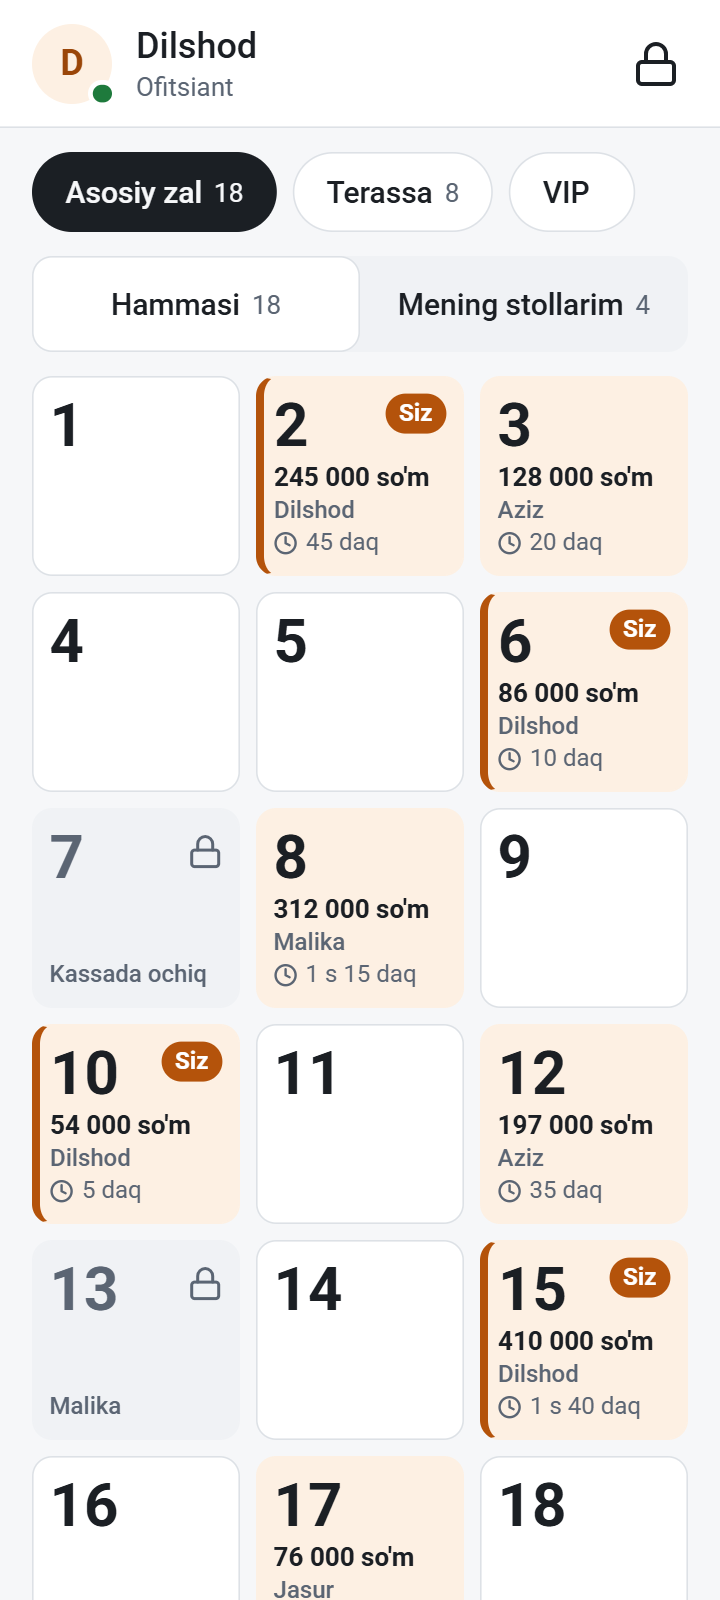 D
Dilshod
Ofitsiant
Asosiy zal 18
Terassa 8
VIP
Hammasi 18
Mening stollarim 4
1
2 Siz
245 000 so'm
Dilshod
45 daq
3
128 000 so'm
Aziz
20 daq
4
5
6 Siz
86 000 so'm
Dilshod
10 daq
7
Kassada ochiq
8
312 000 so'm
Malika
1 s 15 daq
9
10 Siz
54 000 so'm
Dilshod
5 daq
11
12
197 000 so'm
Aziz
35 daq
13
Malika
14
15 Siz
410 000 so'm
Dilshod
1 s 40 daq
16
17
76 000 so'm
Jasur
18